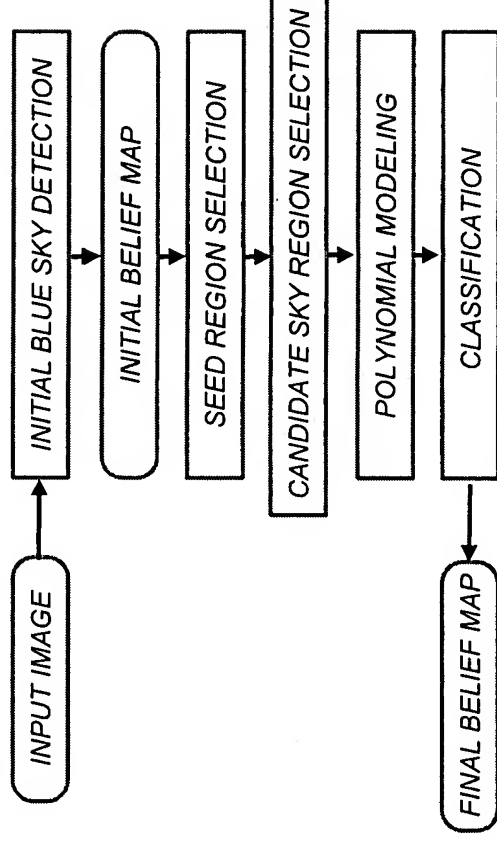 INPUT IMAGE
INITIAL BLUE SKY DETECTION
INITIAL BELIEF MAP
SEED REGION SELECTION
CANDIDATE SKY REGION SELECTION
POLYNOMIAL MODELING
CLASSIFICATION
FINAL BELIEF MAP